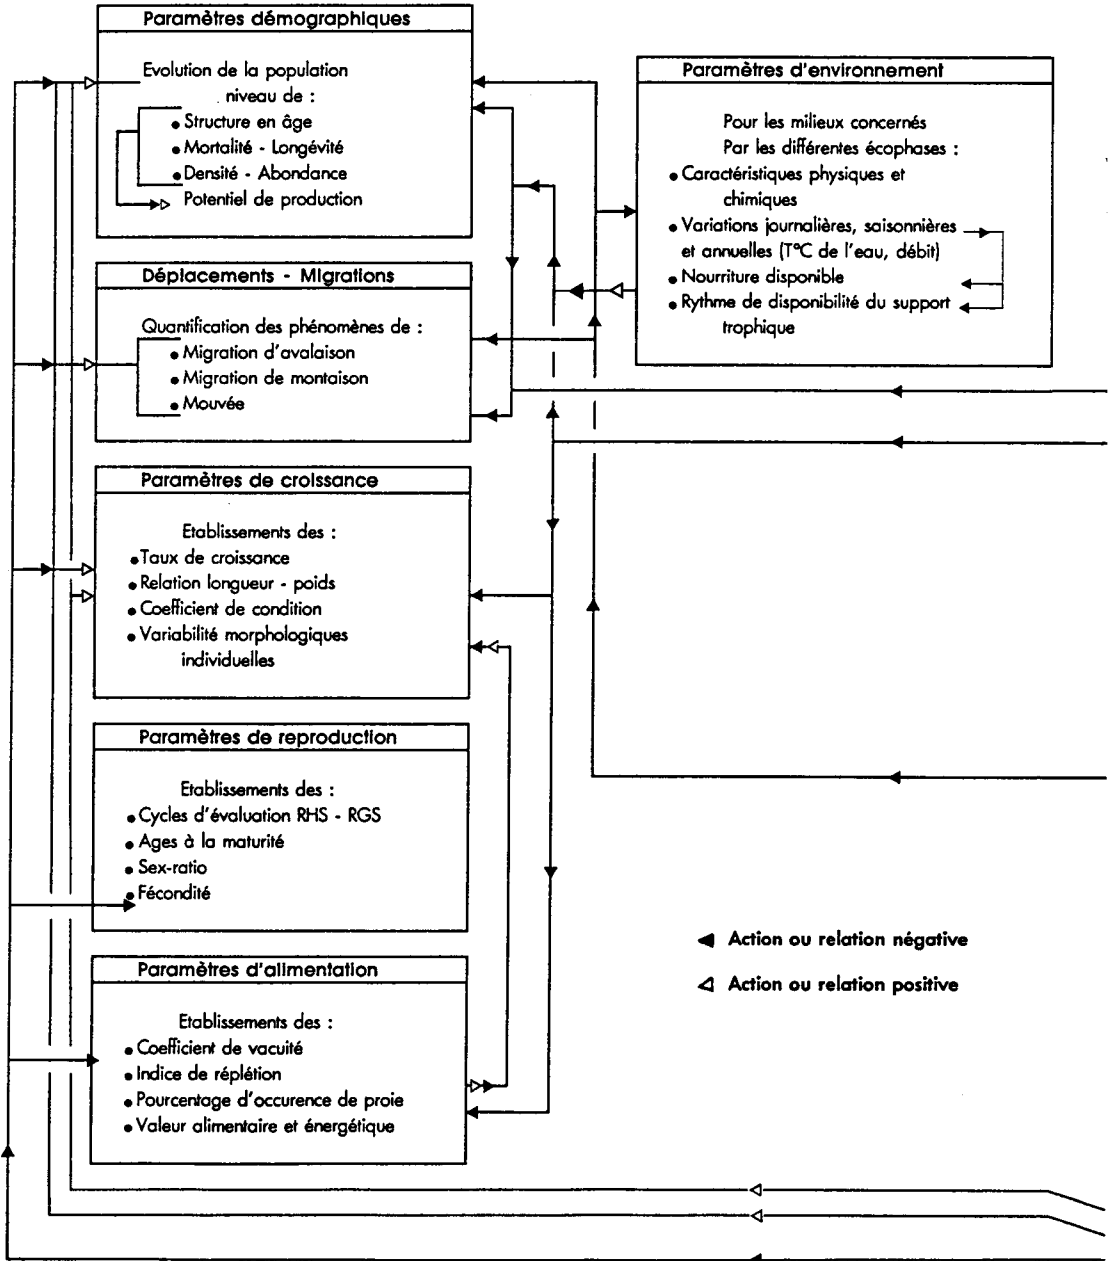 Paramètres démographiques
Evolution de la population
niveau de :
• Structure en âge
• Mortalité - Longévité
• Densité - Abondance
Potentiel de production
Paramètres d'environnement
Pour les milieux concernés
Par les différentes écophases :
• Caractéristiques physiques et
chimiques
• Variations journalières, saisonnières
et annuelles (T°C de l'eau, débit)
• Nourriture disponible
• Rythme de disponibilité du support
trophique
Déplacements - Migrations
Quantification des phénomènes de :
• Migration d'avalaison
• Migration de montaison
• Mouvée
Paramètres de croissance
Etablissements des :
• Taux de croissance
• Relation longueur - poids
• Coefficient de condition
• Variabilité morphologiques
individuelles
Paramètres de reproduction
Etablissements des :
• Cycles d'évaluation RHS - RGS
• Ages à la maturité
• Sex-ratio
• Fécondité
Paramètres d'alimentation
Etablissements des :
• Coefficient de vacuité
• Indice de réplétion
• Pourcentage d'occurence de proie
• Valeur alimentaire et énergétique
Action ou relation négative
Action ou relation positive